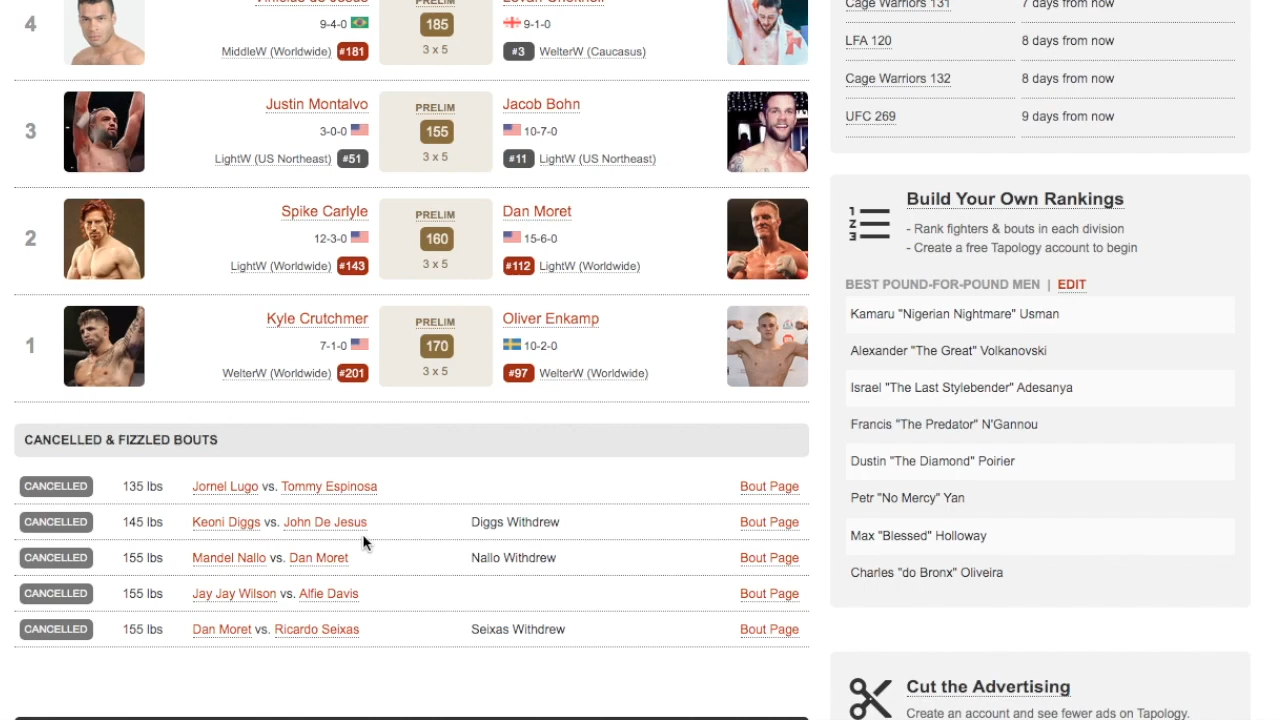 Vinicius de Jesus
Levan Chokheli
4
9-4-0
PRELIM
185
3 x 5
9-1-0
MiddleW (Worldwide) #181
#3 WelterW (Caucasus)
3
Justin Montalvo
3-0-0
LightW (US Northeast) #51
PRELIM
155
3 x 5
Jacob Bohn
10-7-0
#11 LightW (US Northeast)
2
Spike Carlyle
12-3-0
LightW (Worldwide) #143
PRELIM
160
3 x 5
Dan Moret
15-6-0
#112 LightW (Worldwide)
1
Kyle Crutchmer
7-1-0
WelterW (Worldwide) #201
PRELIM
170
3 x 5
Oliver Enkamp
10-2-0
#97 WelterW (Worldwide)
CANCELLED & FIZZLED BOUTS
CANCELLED 135 lbs Jornel Lugo vs. Tommy Espinosa Bout Page
CANCELLED 145 lbs Keoni Diggs vs. John De Jesus Diggs Withdrew Bout Page
CANCELLED 155 lbs Mandel Nallo vs. Dan Moret Nallo Withdrew Bout Page
CANCELLED 155 lbs Jay Jay Wilson vs. Alfie Davis Bout Page
CANCELLED 155 lbs Dan Moret vs. Ricardo Seixas Seixas Withdrew Bout Page
Cage Warriors 131 7 days from now
LFA 120 8 days from now
Cage Warriors 132 8 days from now
UFC 269 9 days from now
1
2
3
Build Your Own Rankings
- Rank fighters & bouts in each division
- Create a free Tapology account to begin
BEST POUND-FOR-POUND MEN | EDIT
Kamaru "Nigerian Nightmare" Usman
Alexander "The Great" Volkanovski
Israel "The Last Stylebender" Adesanya
Francis "The Predator" N'Gannou
Dustin "The Diamond" Poirier
Petr "No Mercy" Yan
Max "Blessed" Holloway
Charles "do Bronx" Oliveira
Cut the Advertising
Create an account and see fewer ads on Tapology.